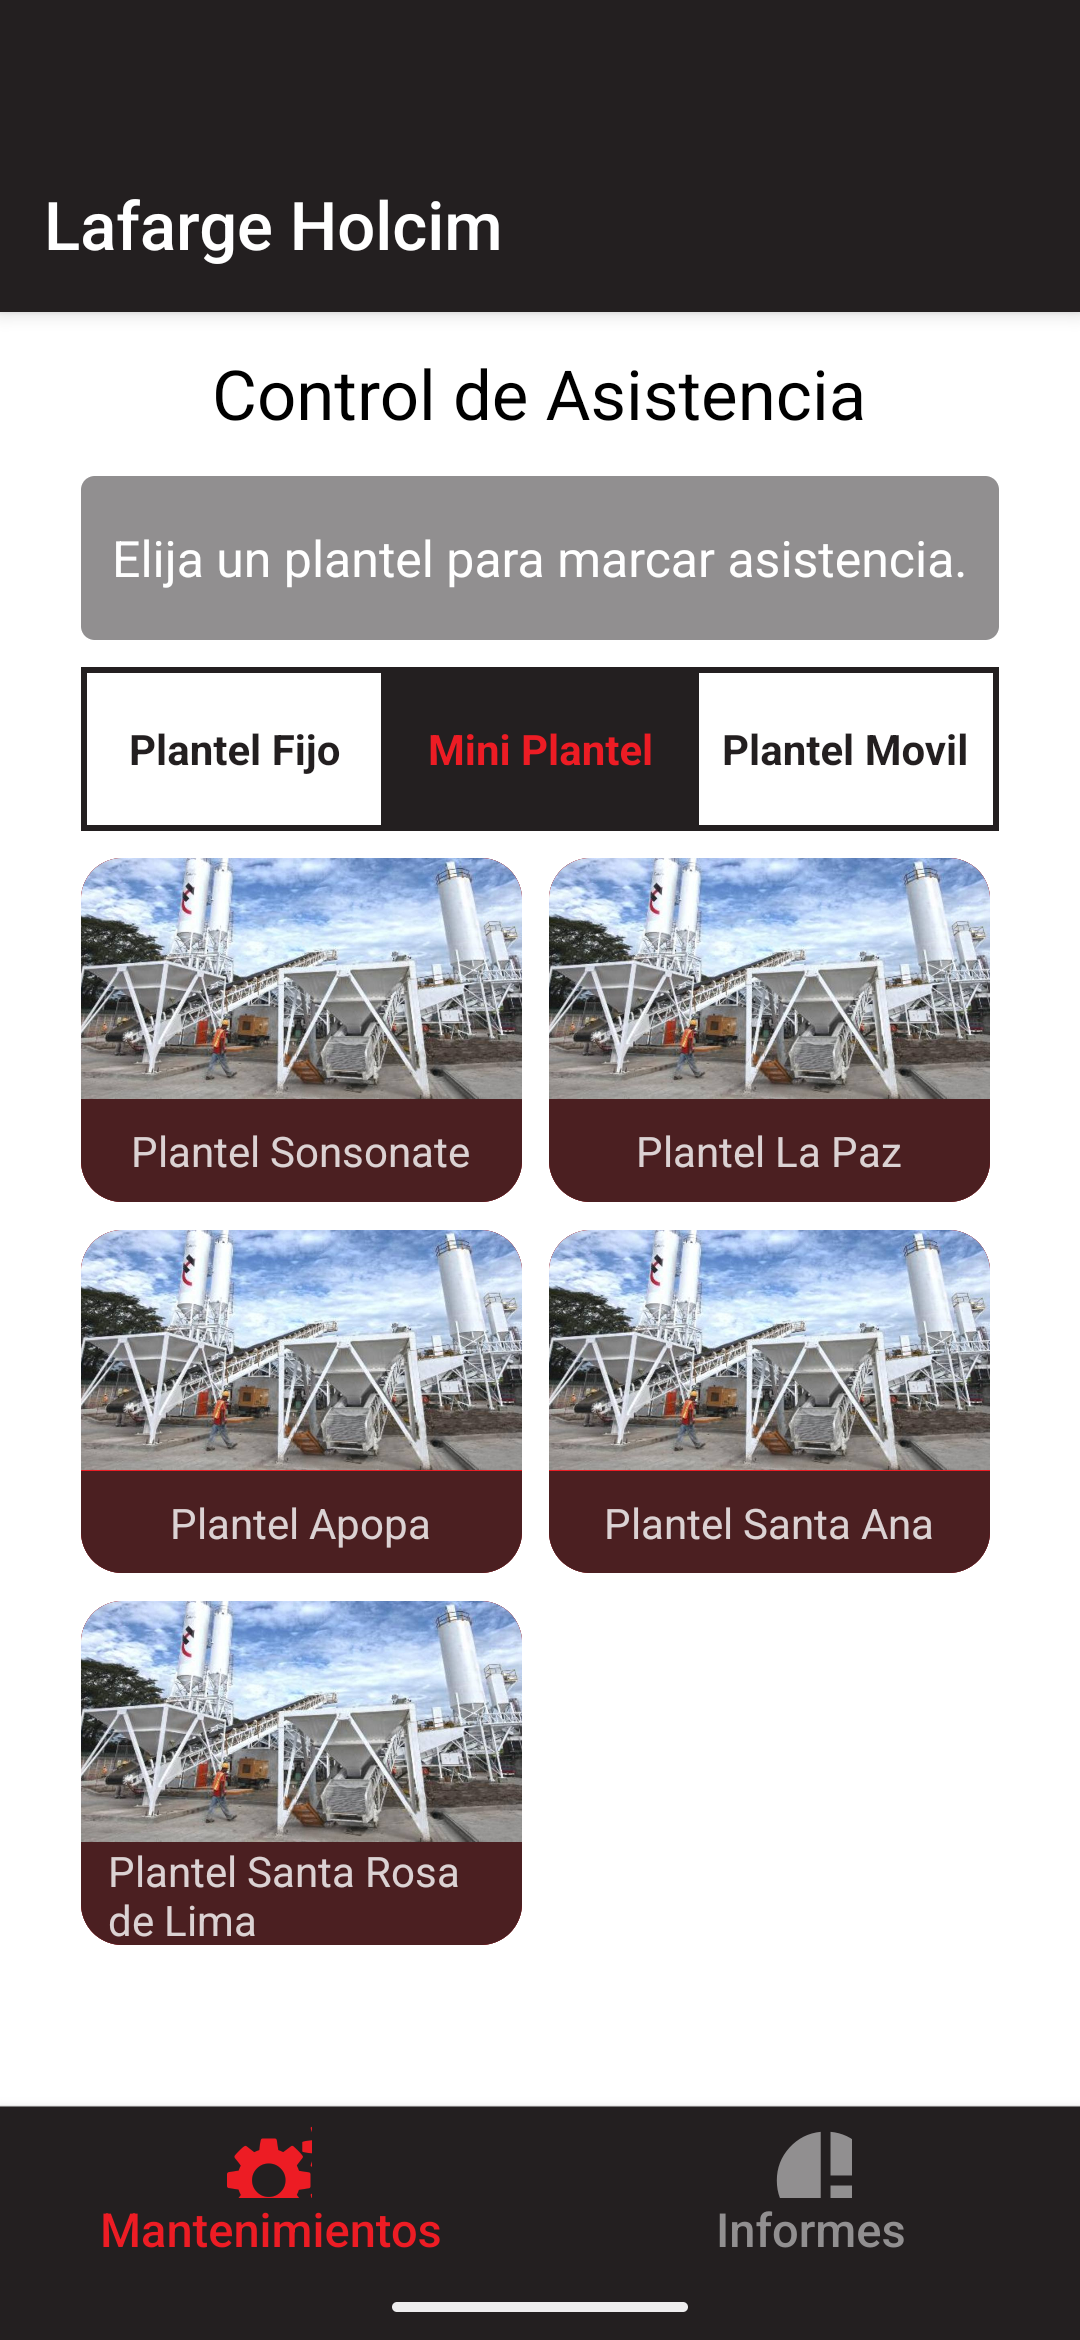 Lafarge Holcim
Control de Asistencia
Elija un plantel para marcar asistencia.
Plantel Fijo
Mini Plantel
Plantel Movil
Plantel Sonsonate
Plantel La Paz
Plantel Apopa
Plantel Santa Ana
Plantel Santa Rosa
de Lima
Mantenimientos
Informes